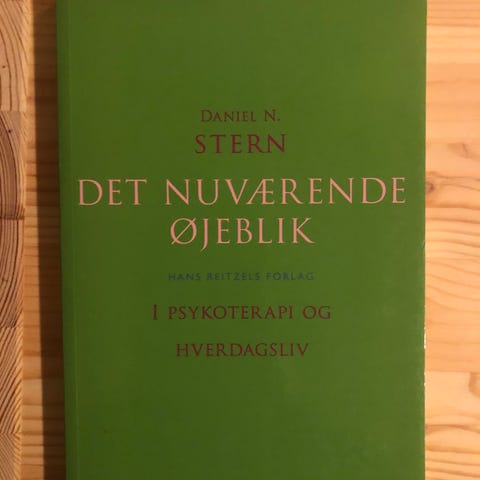 DANIEL N.
STERN
DET NUVÆRENDE
ØJEBLIK
HANS REITZELS FORLAG
I PSYKOTERAPI OG
HVERDAGSLIV